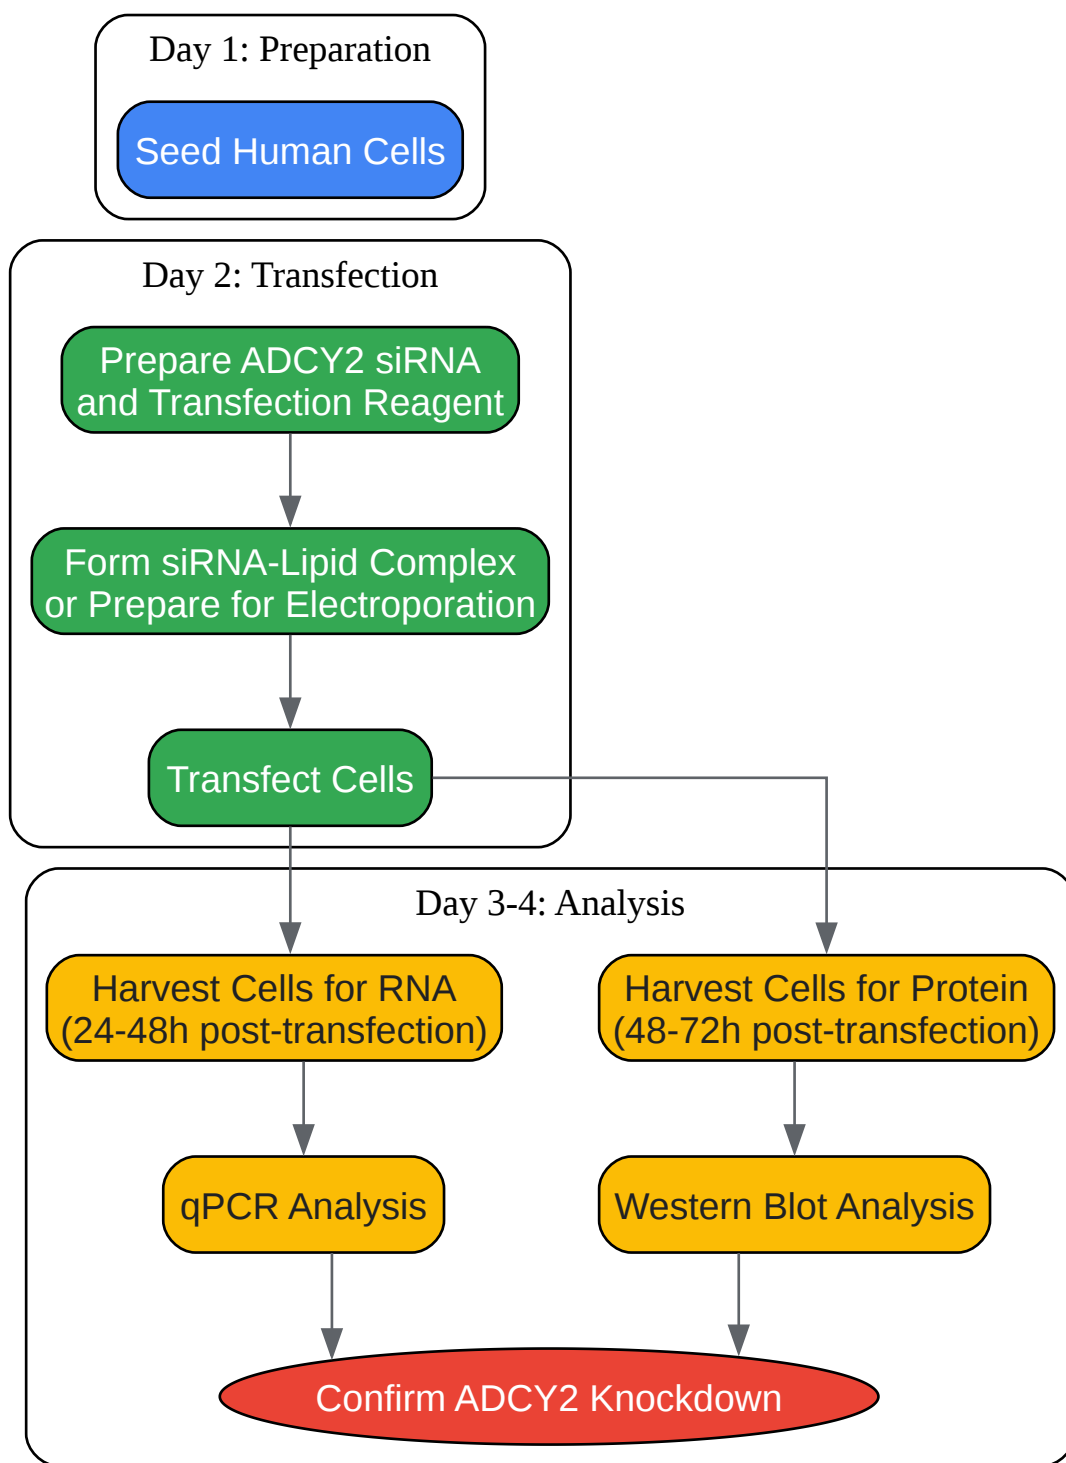 Day 1: Preparation
Seed Human Cells
Day 2: Transfection
Prepare ADCY2 siRNA
and Transfection Reagent
Form siRNA-Lipid Complex
or Prepare for Electroporation
Transfect Cells
Day 3-4: Analysis
Harvest Cells for RNA
(24-48h post-transfection)
Harvest Cells for Protein
(48-72h post-transfection)
qPCR Analysis
Western Blot Analysis
Confirm ADCY2 Knockdown